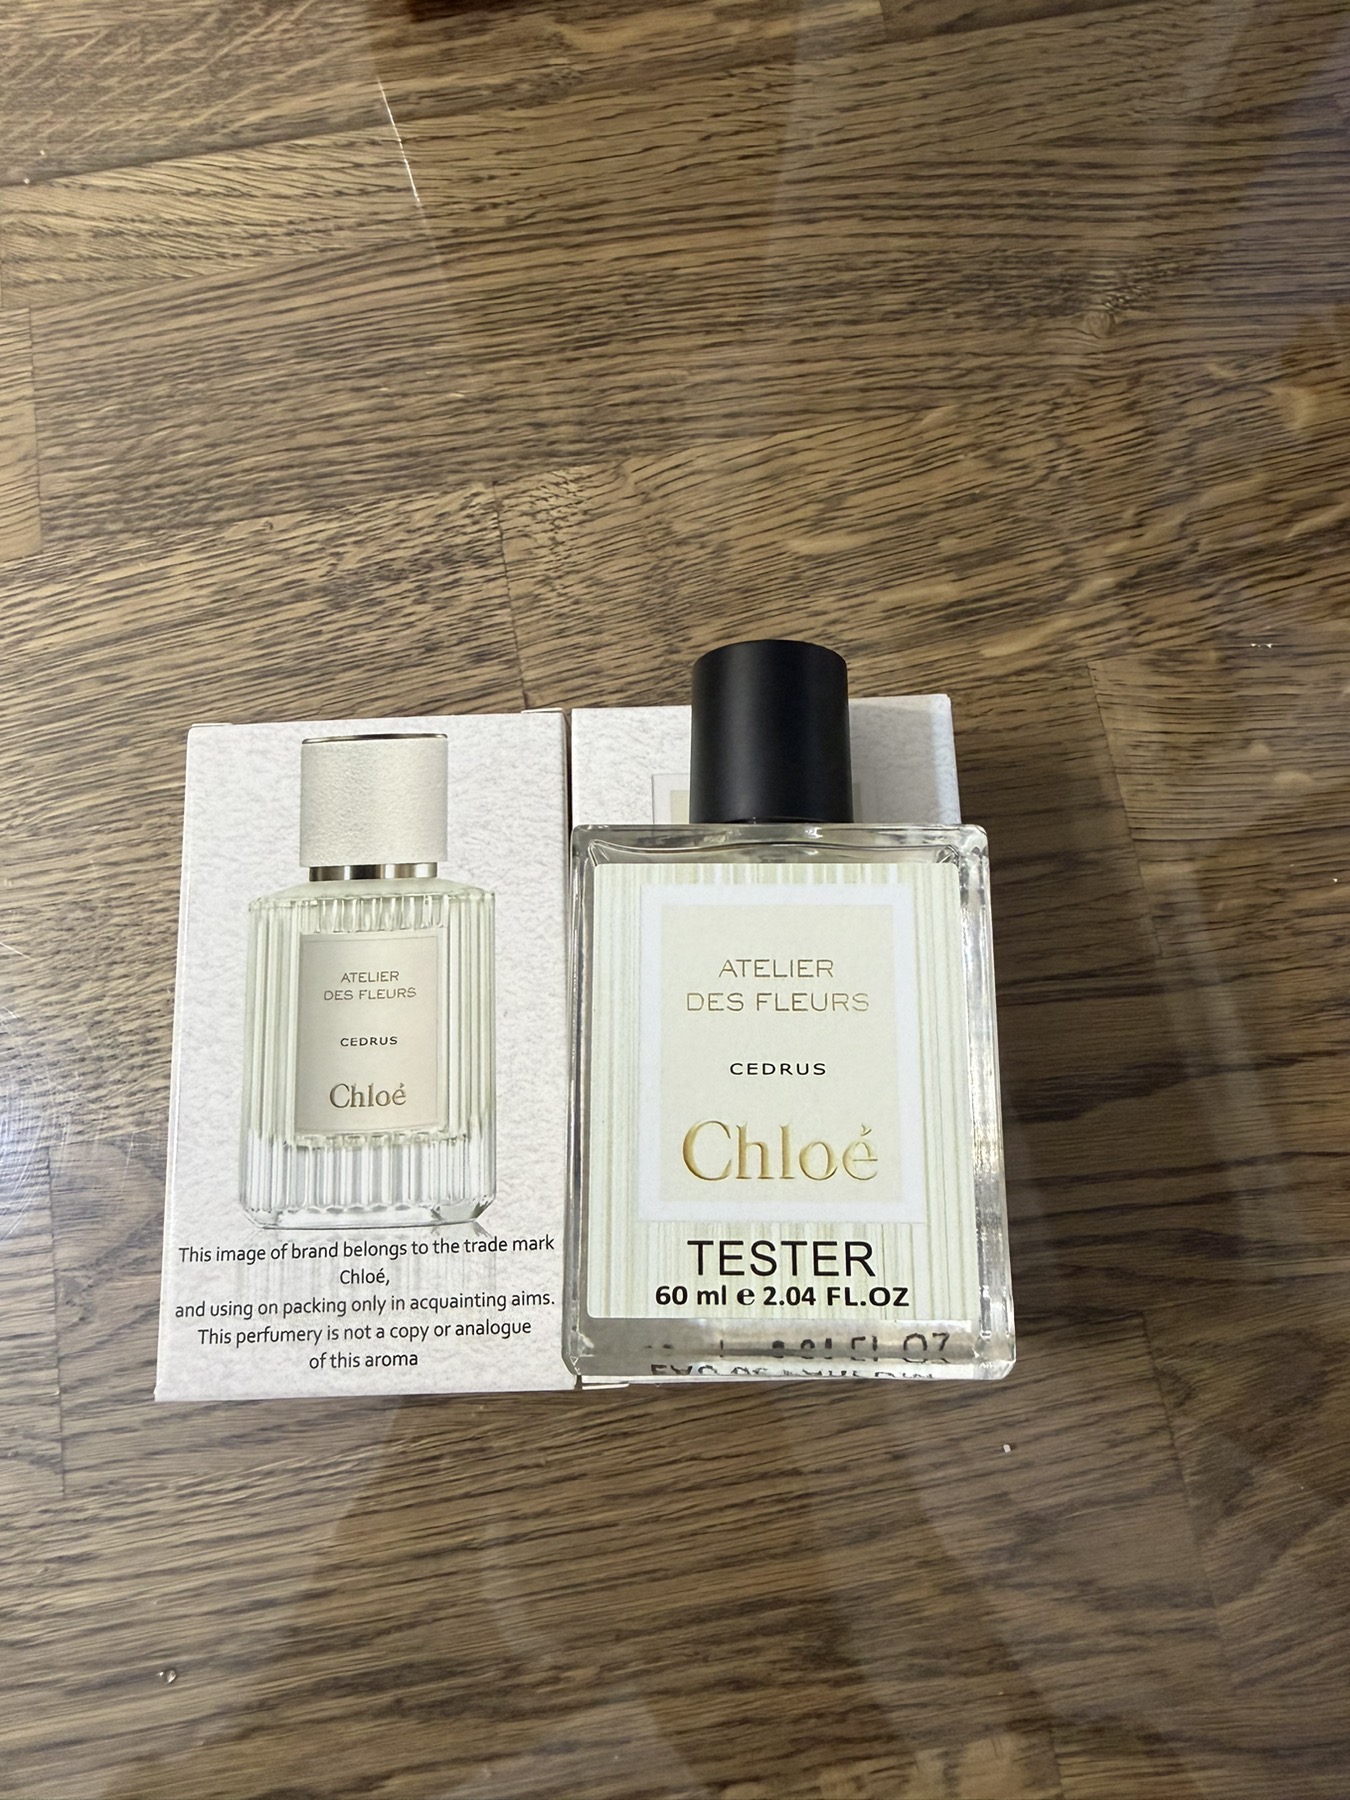 ATELIER
DES FLEURS
CEDRUS
Chloé
This image of brand belongs to the trade mark
Chloé,
and using on packing only in acquainting aims.
This perfumery is not a copy or analogue
of this aroma
ATELIER
DES FLEURS
CEDRUS
Chloé
TESTER
60 ml e 2.04 FL.OZ